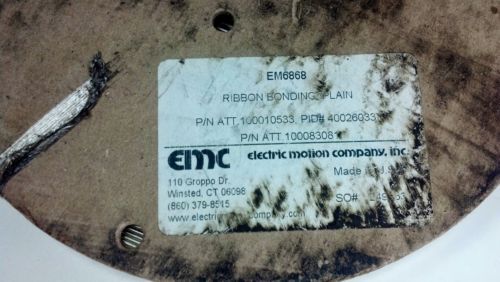 EM6868
RIBBON BONDING, PLAIN
P/N ATT 100010533, PID# 40026033
P/N ATT 10008308
EMC electric motion company, inc
110 Groppo Dr.
Made
Winsted, CT 06098
(860) 379-8515
SO#